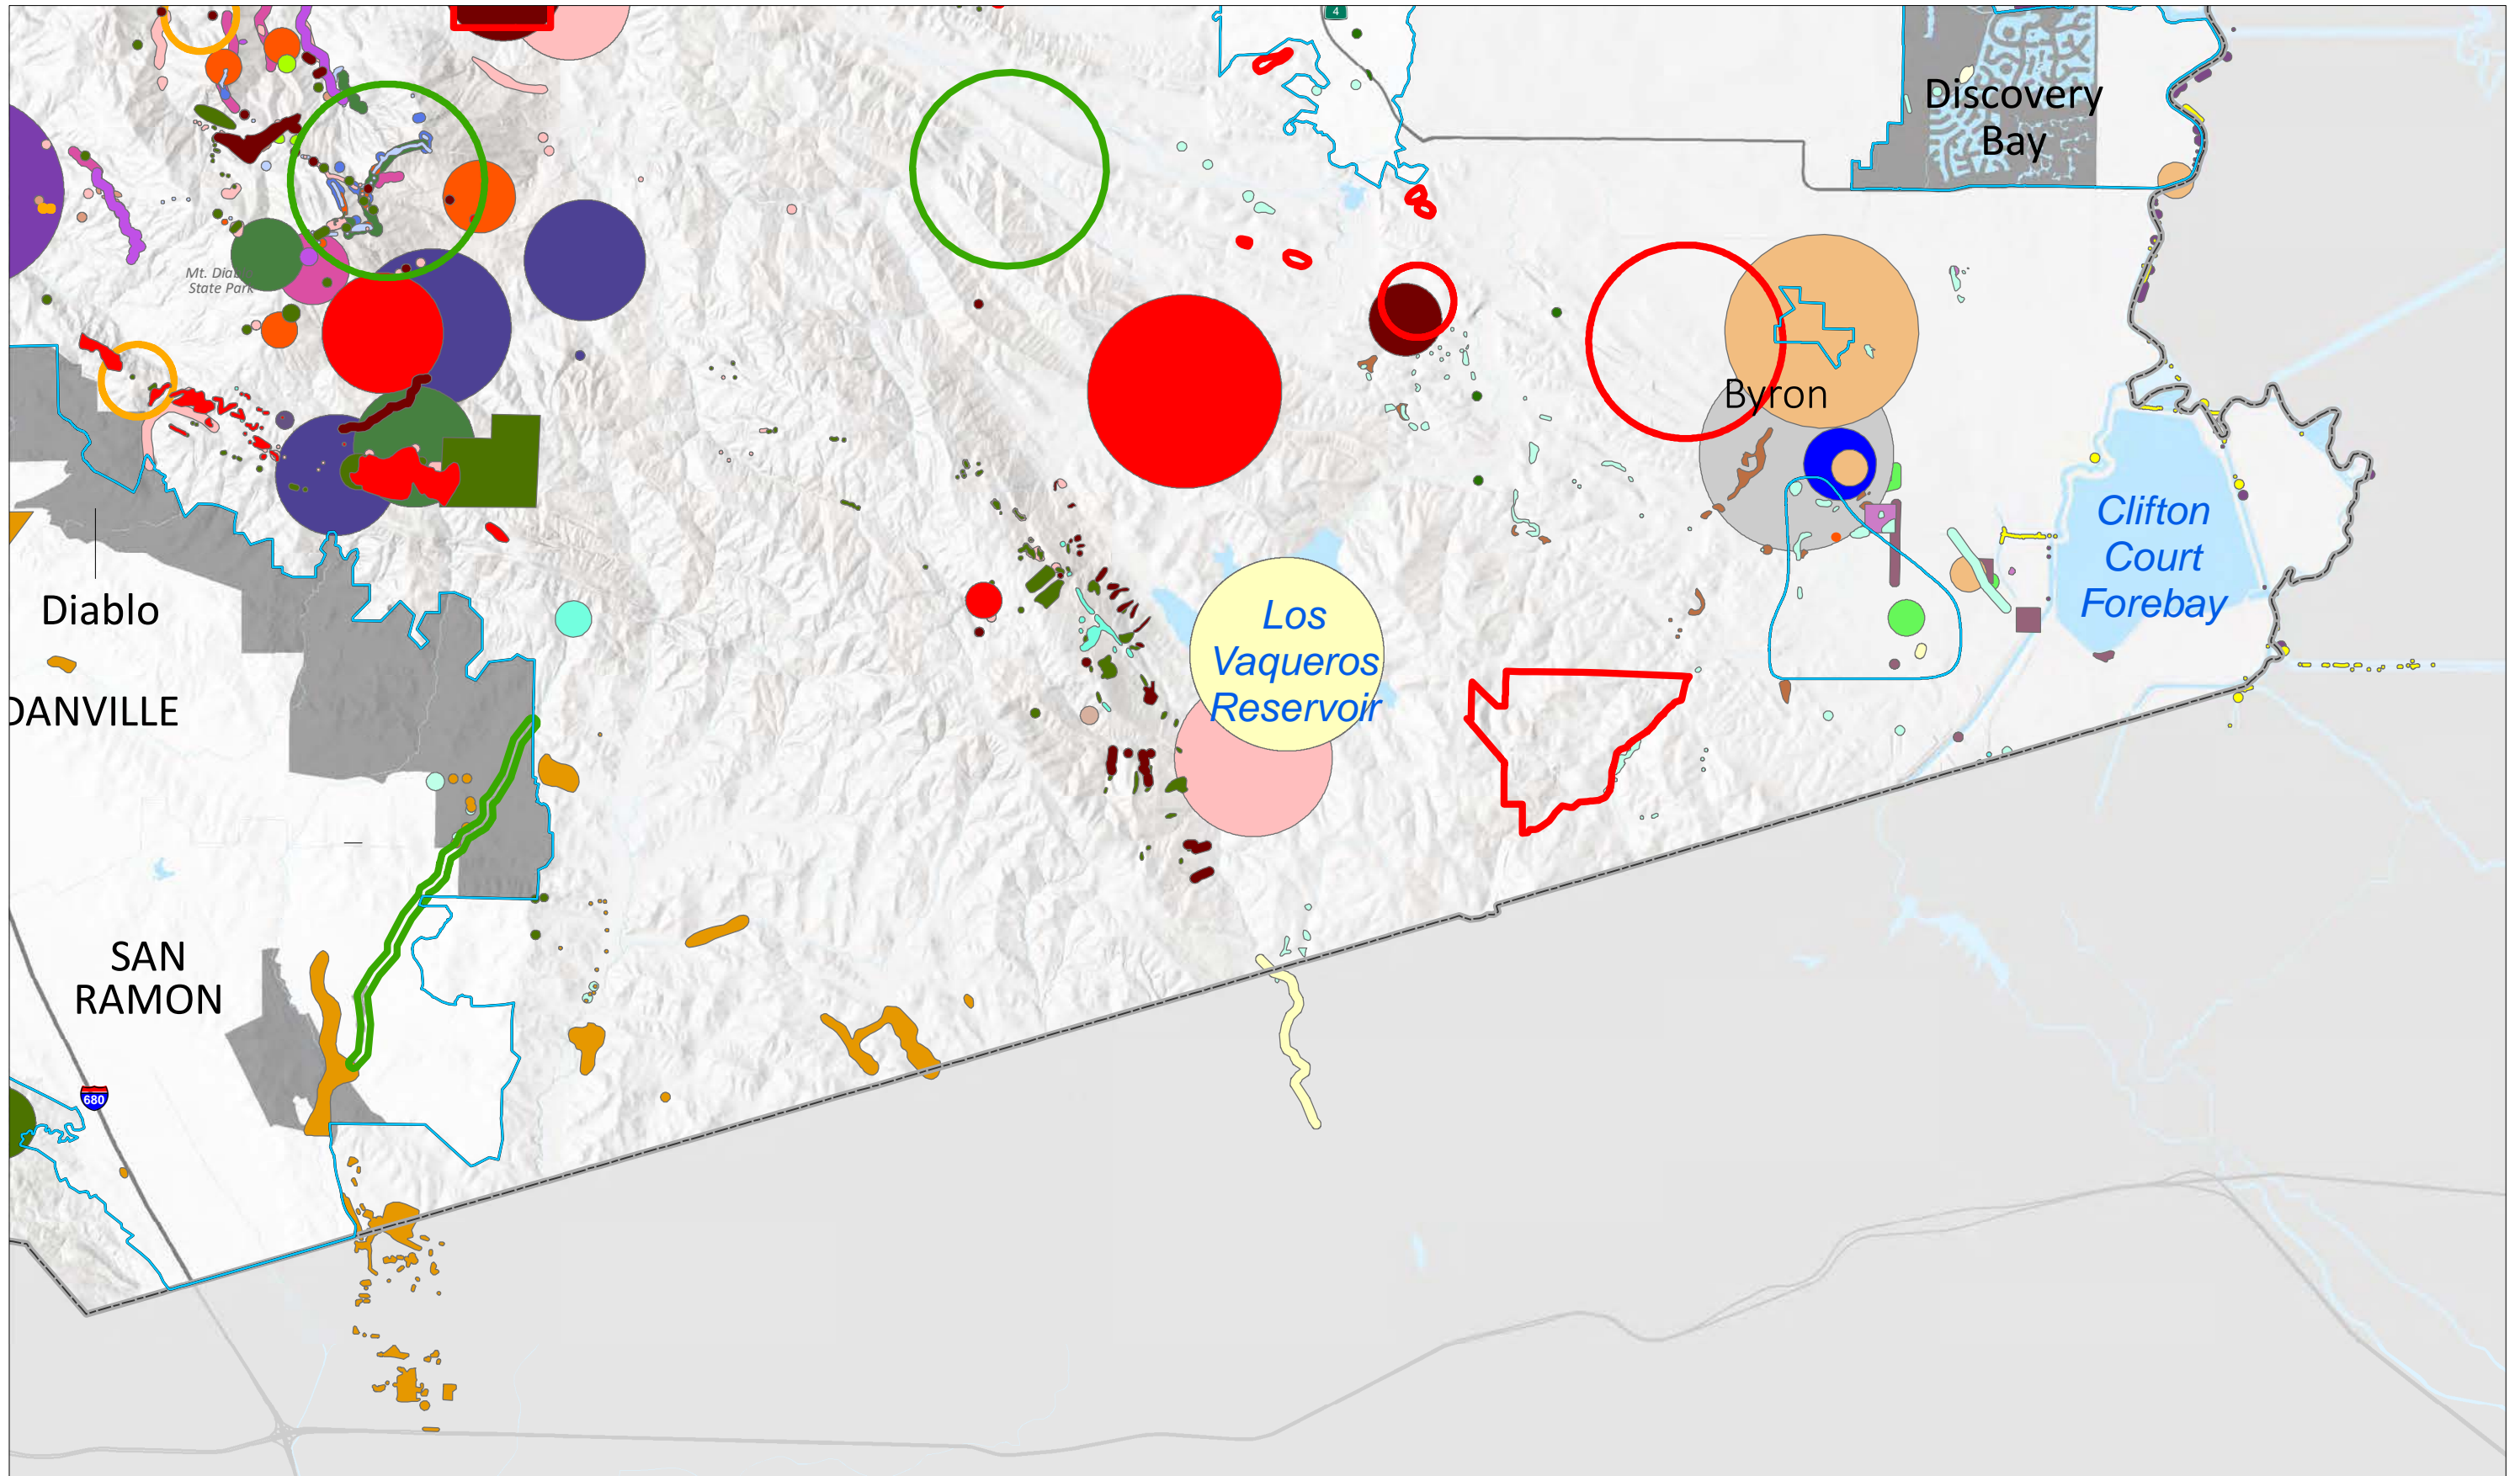 4
Discovery
Bay
Mt. Diablo
State Park
Byron
Clifton
Court
Forebay
Diablo
Los
Vaqueros
Reservoir
DANVILLE
SAN
RAMON
680